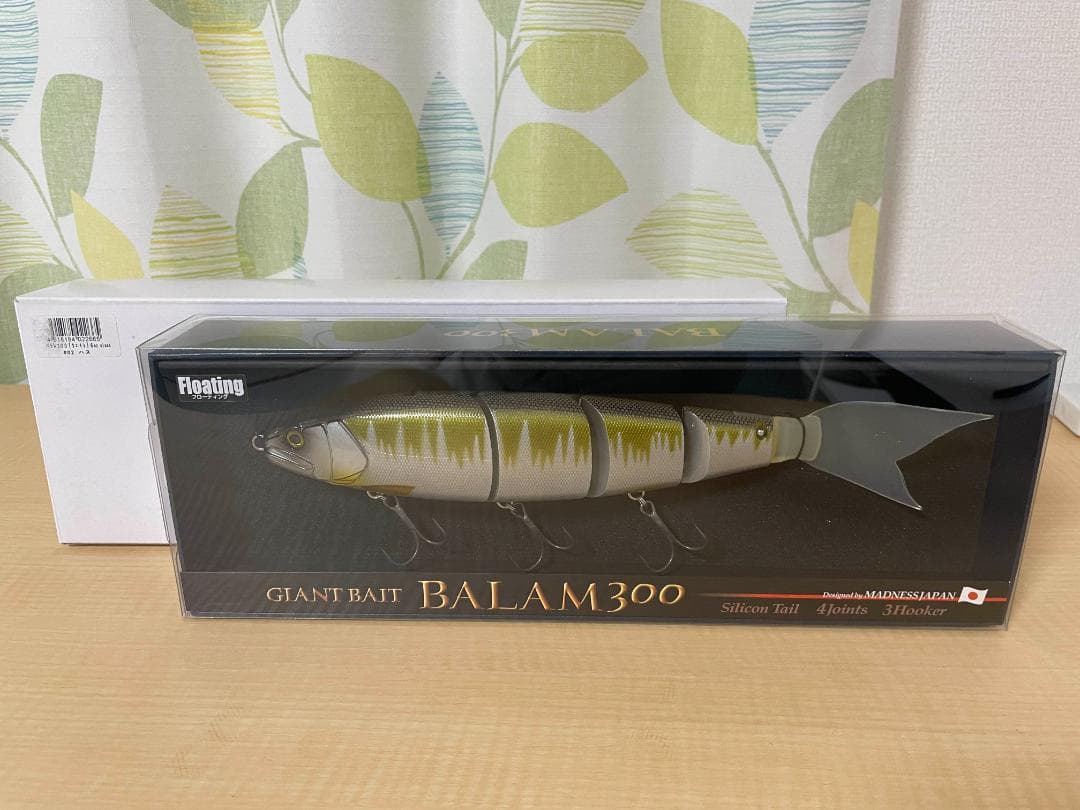 BALAM300
#02 ハス
Floating
フローティング
GIANT BAIT BALAM300
Designed by MADNESS JAPAN
Silicon Tail 4Joints 3Hooker